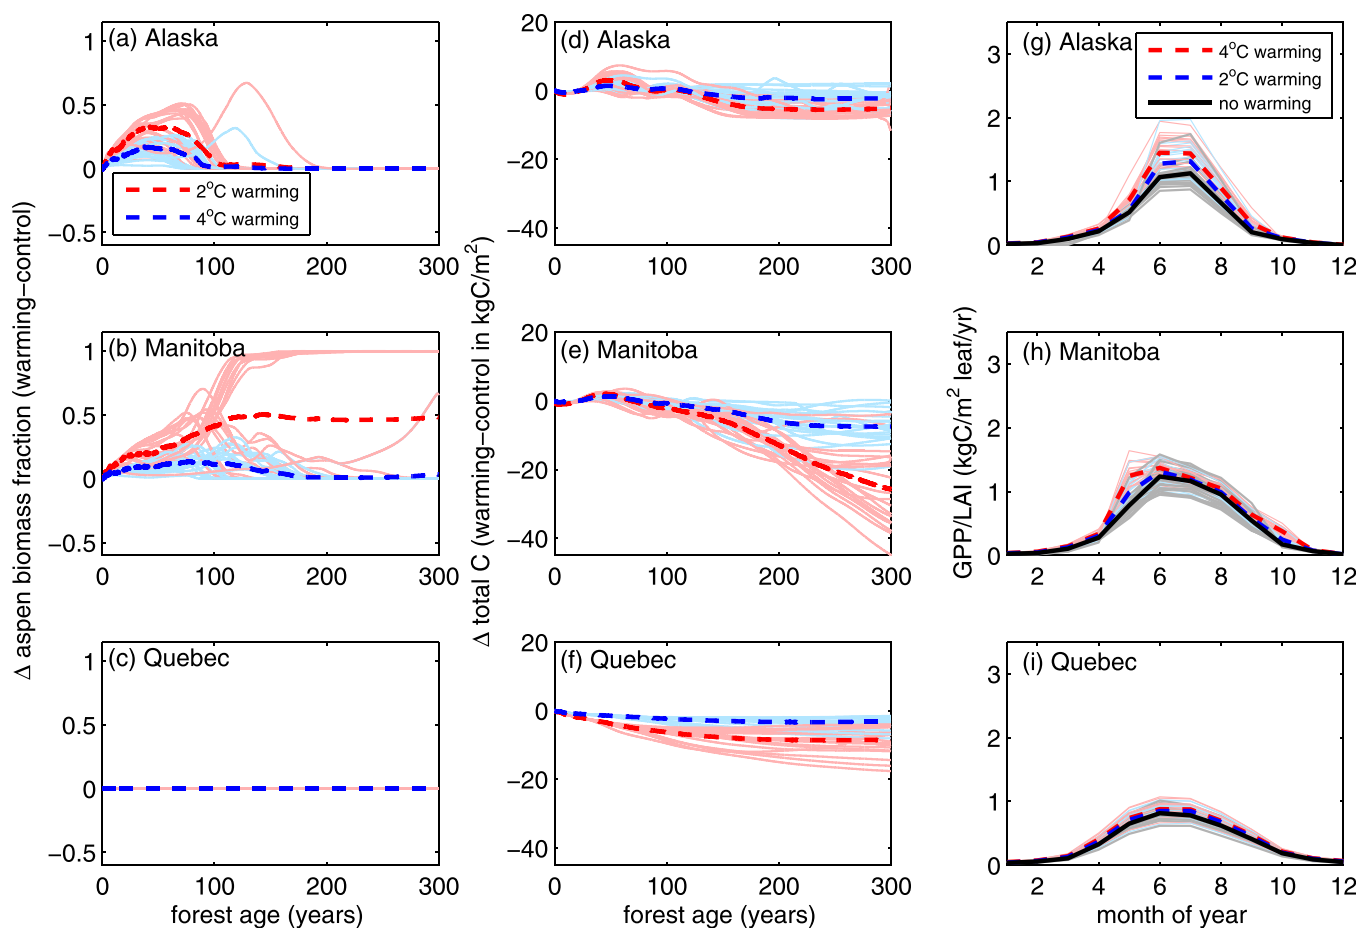 (a) Alaska
1
0.5
0
−0.5
0 100 200 300
2°C warming
4°C warming
(b) Manitoba
1
0.5
0
−0.5
0 100 200 300
(c) Quebec
1
0.5
0
−0.5
0 100 200 300
forest age (years)
Δ aspen biomass fraction (warming−control)
(d) Alaska
20
0
−20
−40
0 100 200 300
(e) Manitoba
20
0
−20
−40
0 100 200 300
(f) Quebec
20
0
−20
−40
0 100 200 300
forest age (years)
Δ total C (warming−control in kgC/m²)
(g) Alaska
4°C warming
2°C warming
no warming
3
2
1
0
2 4 6 8 10 12
(h) Manitoba
3
2
1
0
2 4 6 8 10 12
(i) Quebec
3
2
1
0
2 4 6 8 10 12
month of year
GPP/LAI (kgC/m² leaf/yr)